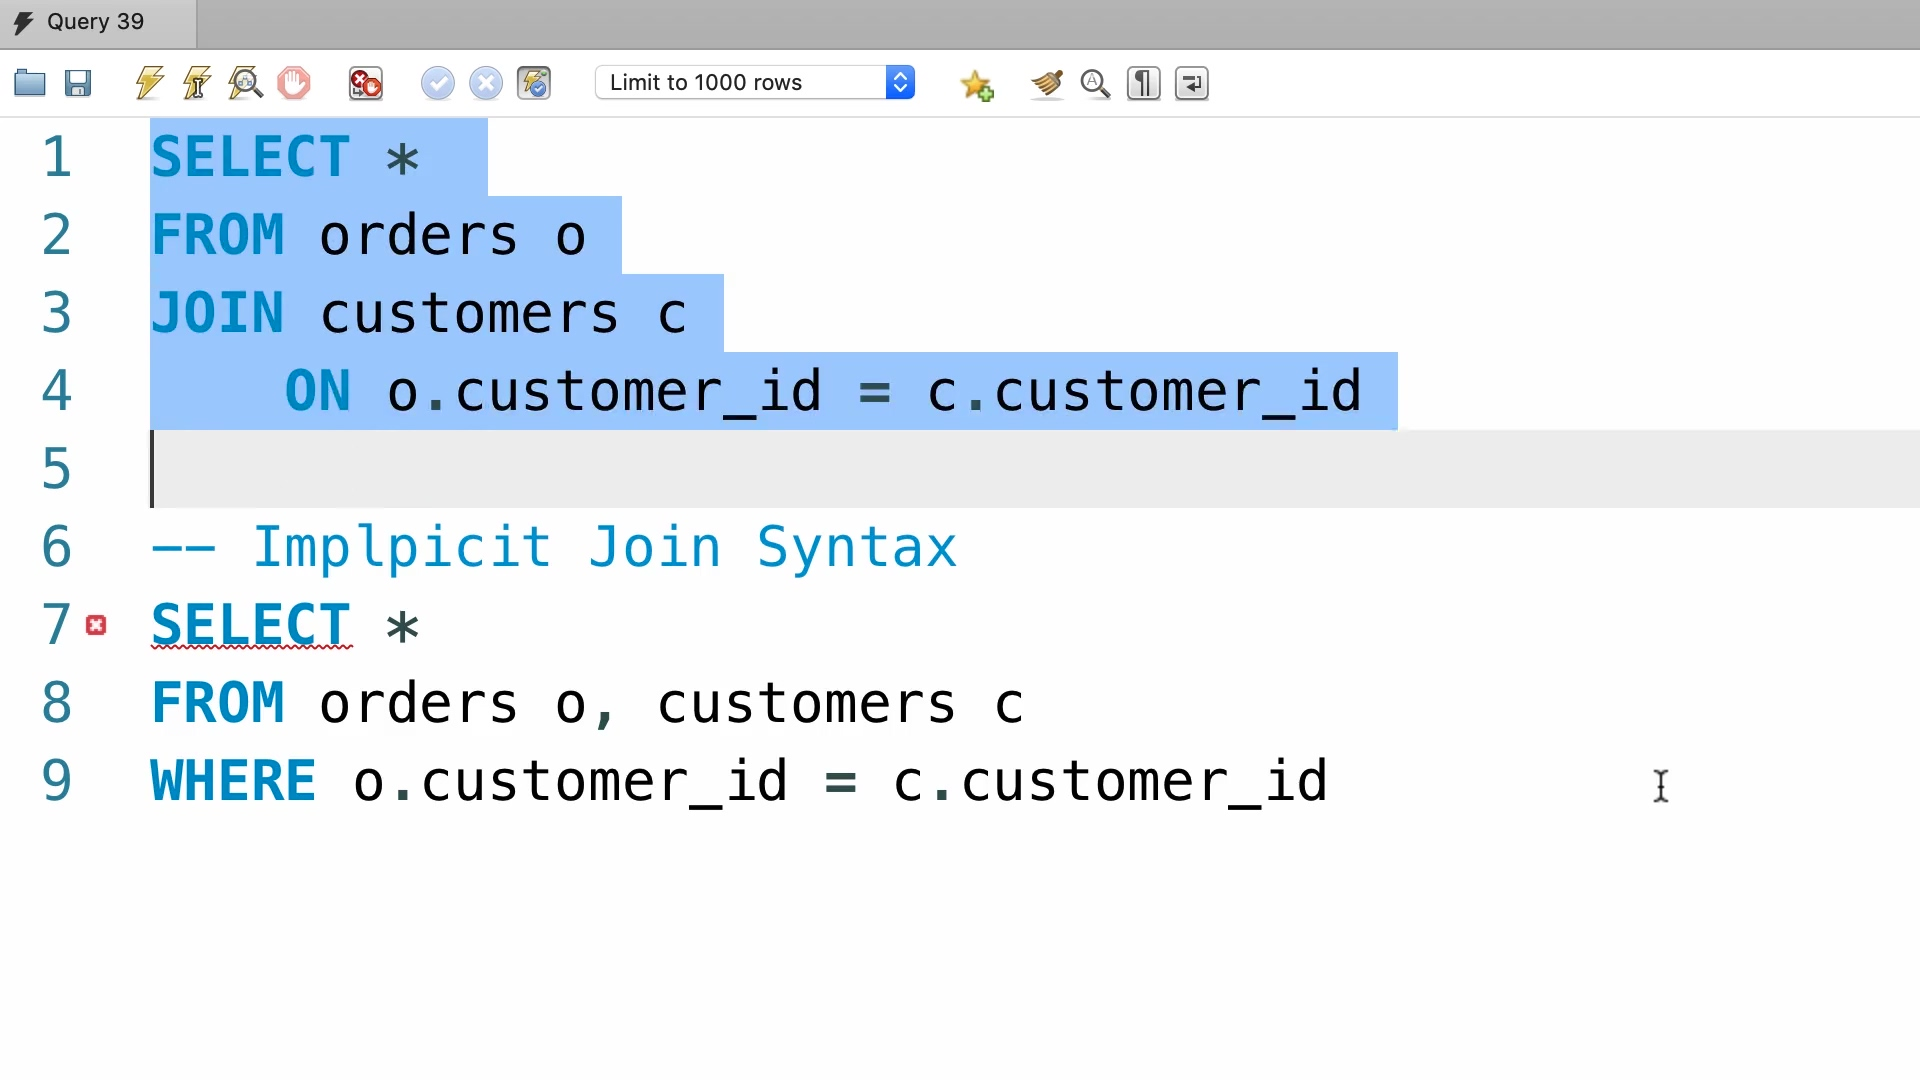 Query 39
Limit to 1000 rows
1 SELECT *
2 FROM orders o
3 JOIN customers c
4 ON o.customer_id = c.customer_id
5
6 -- Implpicit Join Syntax
7 SELECT *
8 FROM orders o, customers c
9 WHERE o.customer_id = c.customer_id